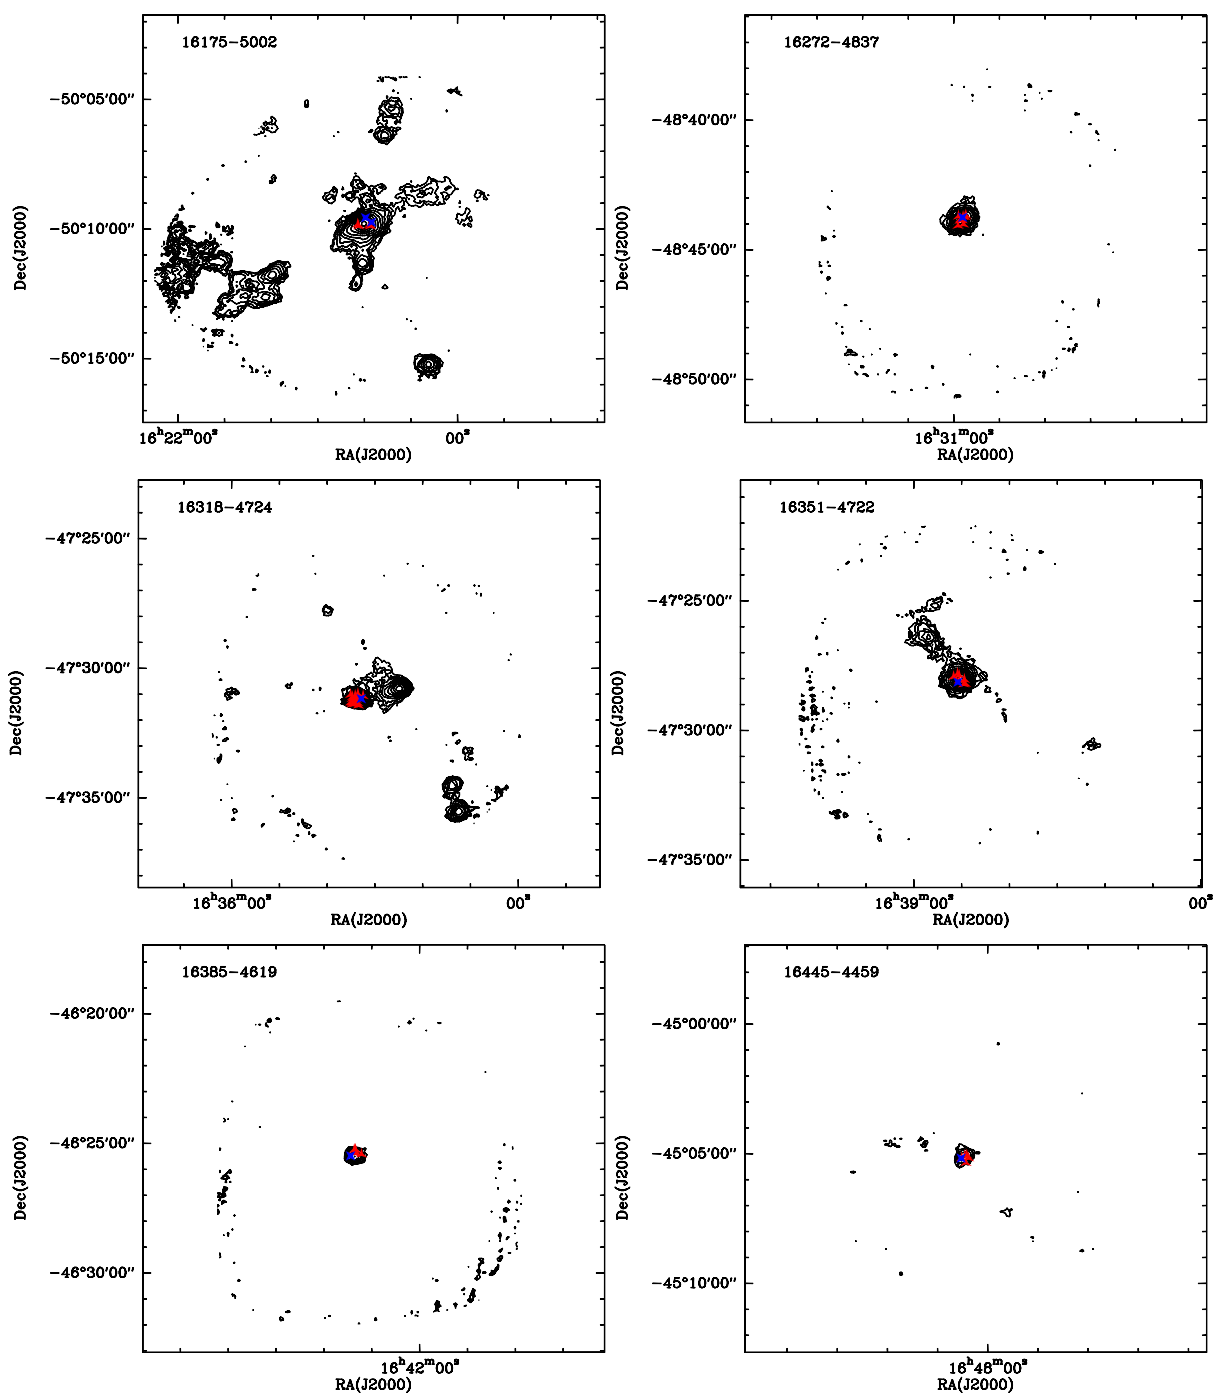 16175−5002
−50°05′00″
−50°10′00″
−50°15′00″
Dec(J2000)
16ʰ22ᵐ00ˢ
00ˢ
RA(J2000)
16272−4837
−48°40′00″
−48°45′00″
−48°50′00″
Dec(J2000)
16ʰ31ᵐ00ˢ
RA(J2000)
16318−4724
−47°25′00″
−47°30′00″
−47°35′00″
Dec(J2000)
16ʰ36ᵐ00ˢ
00ˢ
RA(J2000)
16351−4722
−47°25′00″
−47°30′00″
−47°35′00″
Dec(J2000)
16ʰ39ᵐ00ˢ
00ˢ
RA(J2000)
16385−4619
−46°20′00″
−46°25′00″
−46°30′00″
Dec(J2000)
16ʰ42ᵐ00ˢ
RA(J2000)
16445−4459
−45°00′00″
−45°05′00″
−45°10′00″
Dec(J2000)
16ʰ48ᵐ00ˢ
RA(J2000)